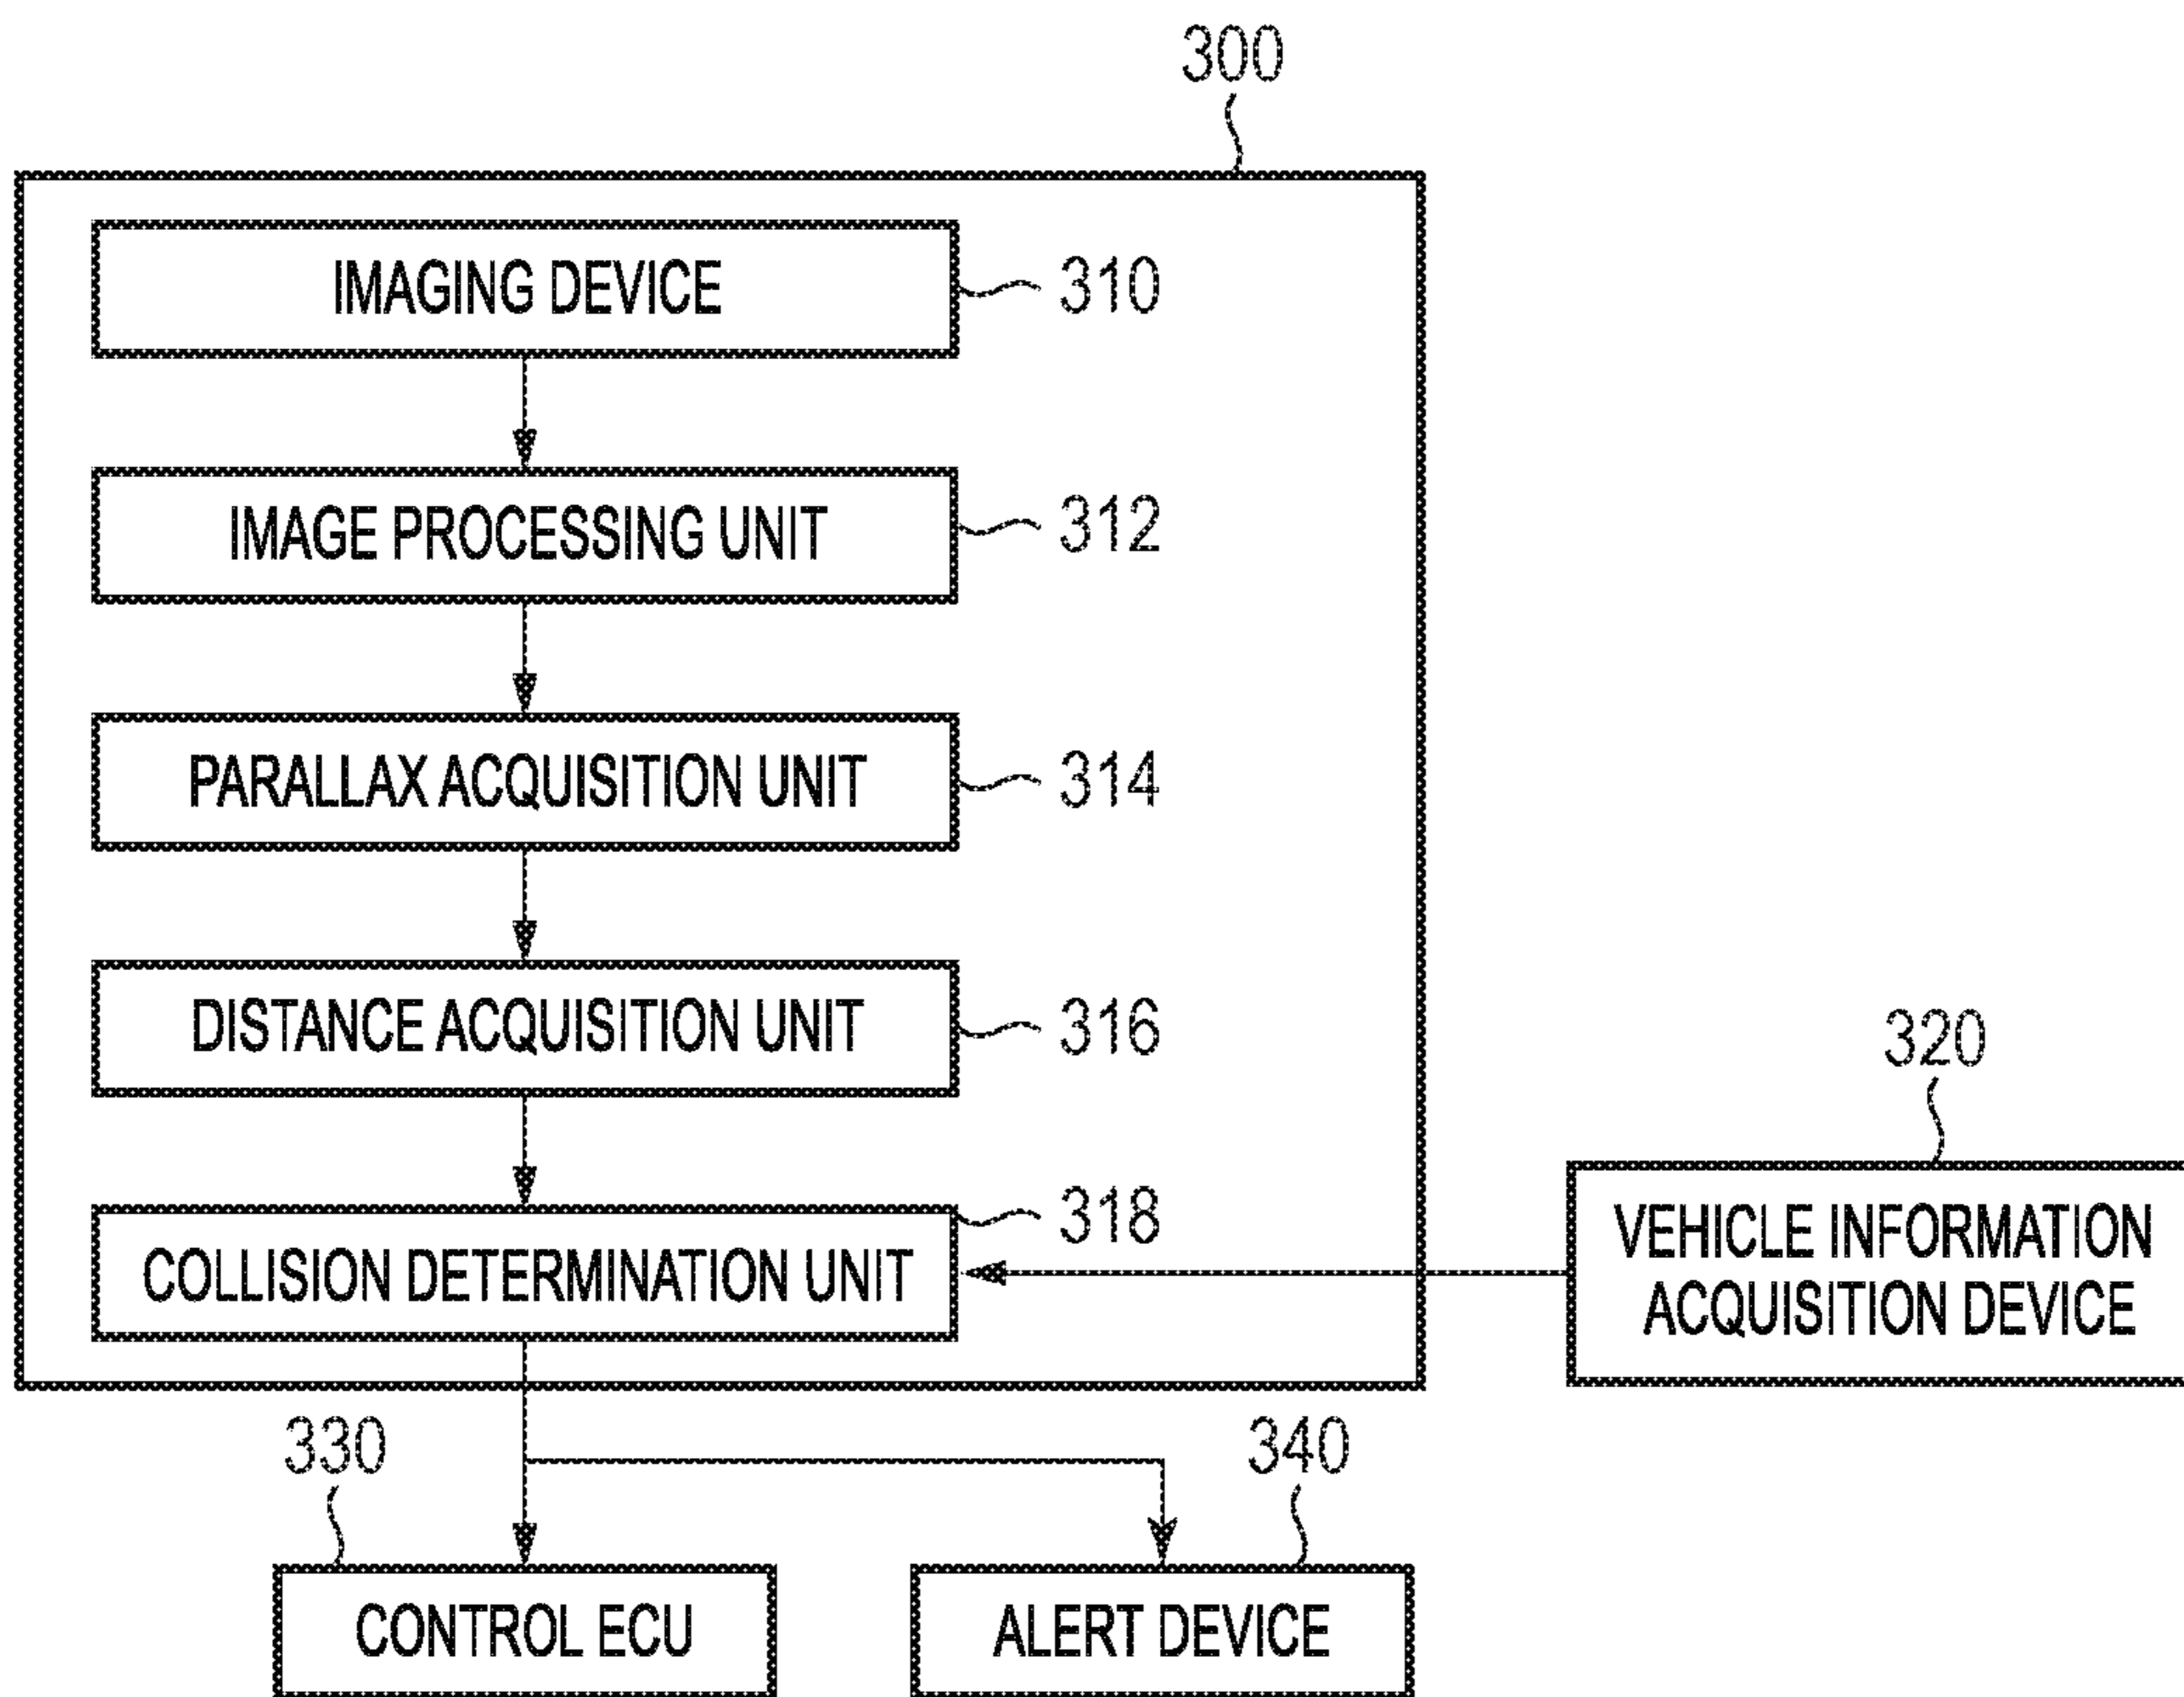 300
IMAGING DEVICE
310
IMAGE PROCESSING UNIT
312
PARALLAX ACQUISITION UNIT
314
DISTANCE ACQUISITION UNIT
316
320
318
COLLISION DETERMINATION UNIT
VEHICLE INFORMATION
ACQUISITION DEVICE
330
340
CONTROL ECU
ALERT DEVICE